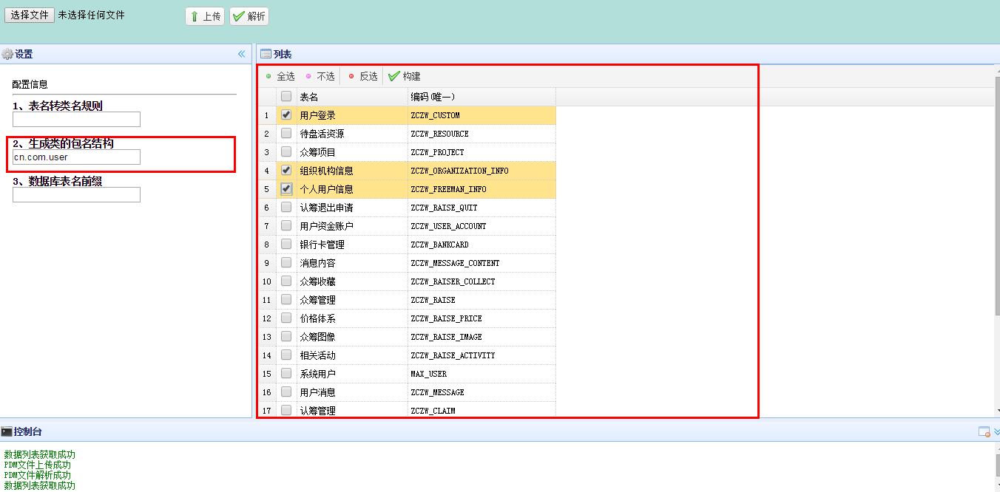 选择文件 未选择任何文件 上传 解析
设置
配置信息
1、表名转类名规则
2、生成类的包名结构
cn.com.user
3、数据库表名前缀
列表
全选 不选 反选 构建
表名 编码(唯一)
1 用户登录 ZCZW_CUSTOM
2 待盘活资源 ZCZW_RESOURCE
3 众筹项目 ZCZW_PROJECT
4 组织机构信息 ZCZW_ORGANIZATION_INFO
5 个人用户信息 ZCZW_FREEMAN_INFO
6 认筹退出申请 ZCZW_RAISE_QUIT
7 用户资金账户 ZCZW_USER_ACCOUNT
8 银行卡管理 ZCZW_BANKCARD
9 消息内容 ZCZW_MESSAGE_CONTENT
10 众筹收藏 ZCZW_RAISER_COLLECT
11 众筹管理 ZCZW_RAISE
12 价格体系 ZCZW_RAISE_PRICE
13 众筹图像 ZCZW_RAISE_IMAGE
14 相关活动 ZCZW_RAISE_ACTIVITY
15 系统用户 MAX_USER
16 用户消息 ZCZW_MESSAGE
17 认筹管理 ZCZW_CLAIM
控制台
数据列表获取成功
PDM文件上传成功
PDM文件解析成功
数据列表获取成功